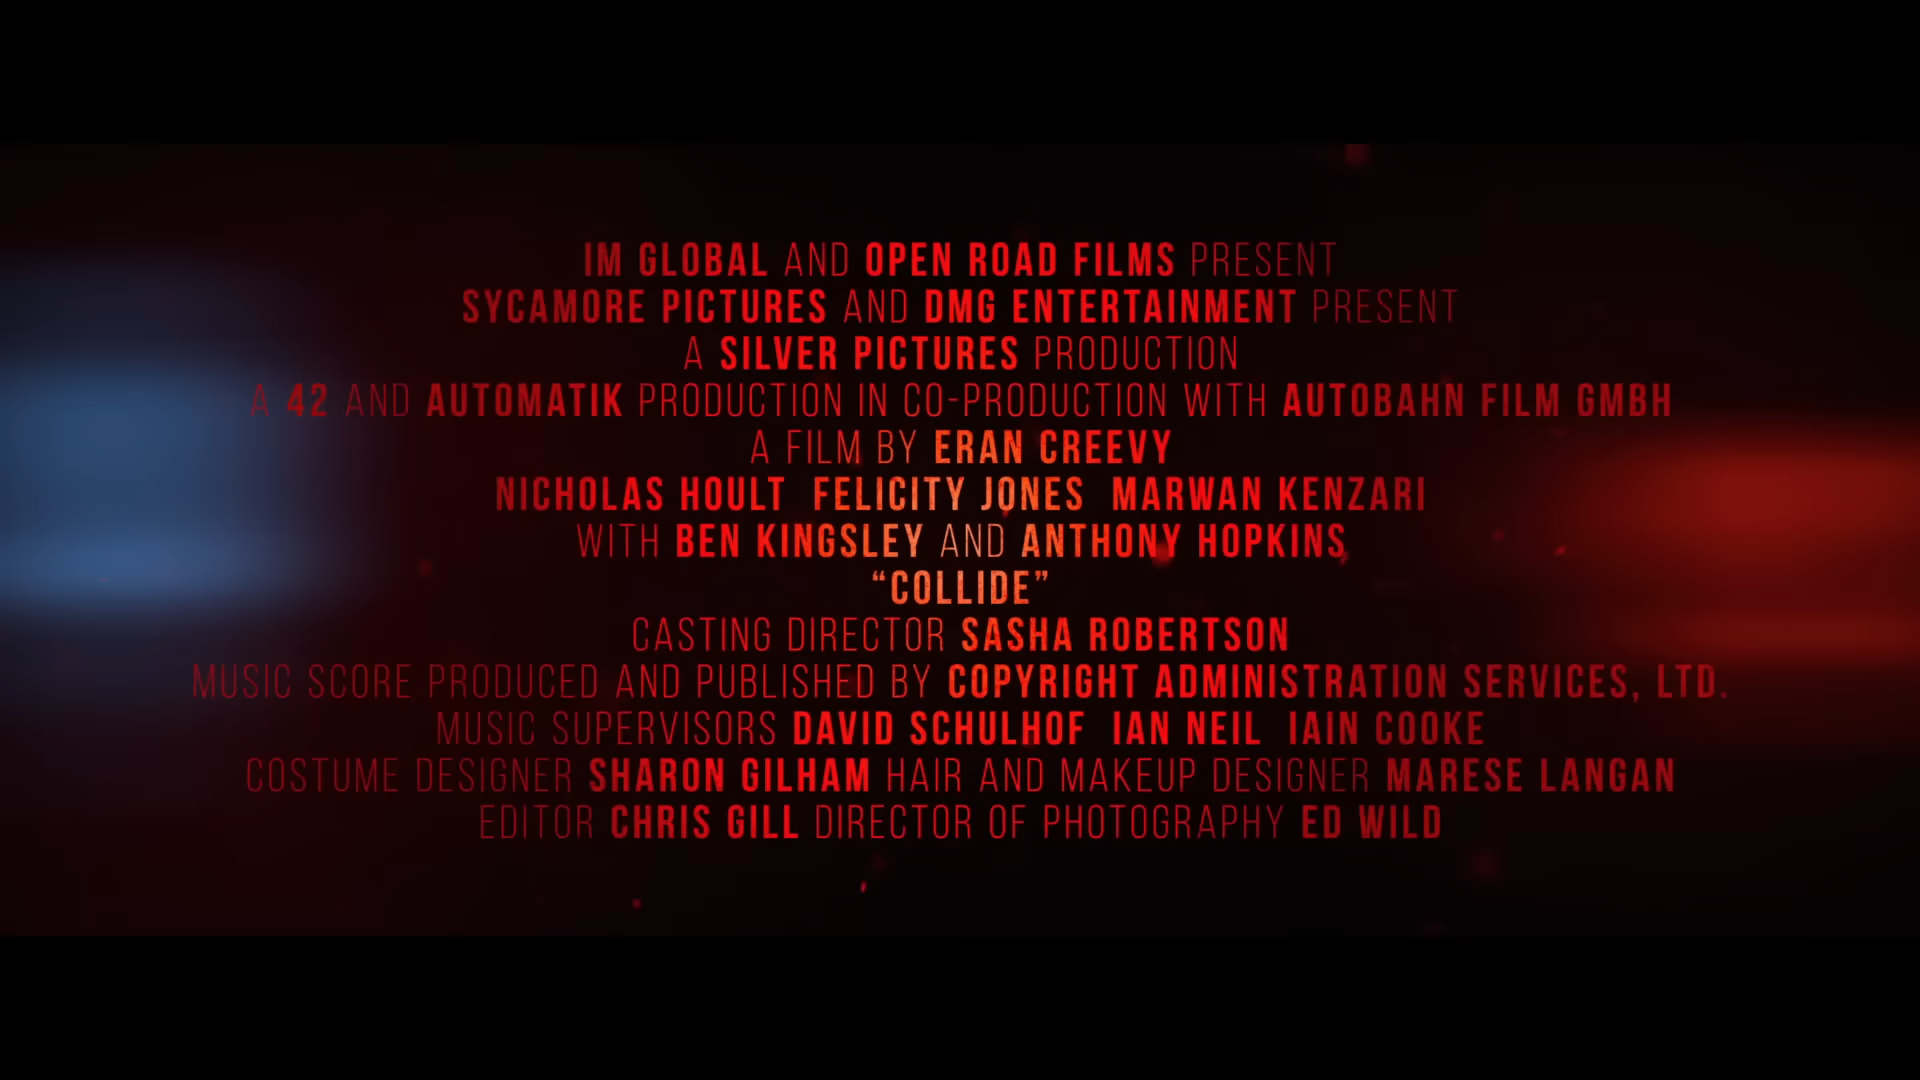 IM GLOBAL AND OPEN ROAD FILMS PRESENT
SYCAMORE PICTURES AND DMG ENTERTAINMENT PRESENT
A SILVER PICTURES PRODUCTION
A 42 AND AUTOMATIK PRODUCTION IN CO-PRODUCTION WITH AUTOBAHN FILM GMBH
A FILM BY ERAN CREEVY
NICHOLAS HOULT FELICITY JONES MARWAN KENZARI
WITH BEN KINGSLEY AND ANTHONY HOPKINS
“COLLIDE”
CASTING DIRECTOR SASHA ROBERTSON
MUSIC SCORE PRODUCED AND PUBLISHED BY COPYRIGHT ADMINISTRATION SERVICES, LTD.
MUSIC SUPERVISORS DAVID SCHULHOF IAN NEIL IAIN COOKE
COSTUME DESIGNER SHARON GILHAM HAIR AND MAKEUP DESIGNER MARESE LANGAN
EDITOR CHRIS GILL DIRECTOR OF PHOTOGRAPHY ED WILD